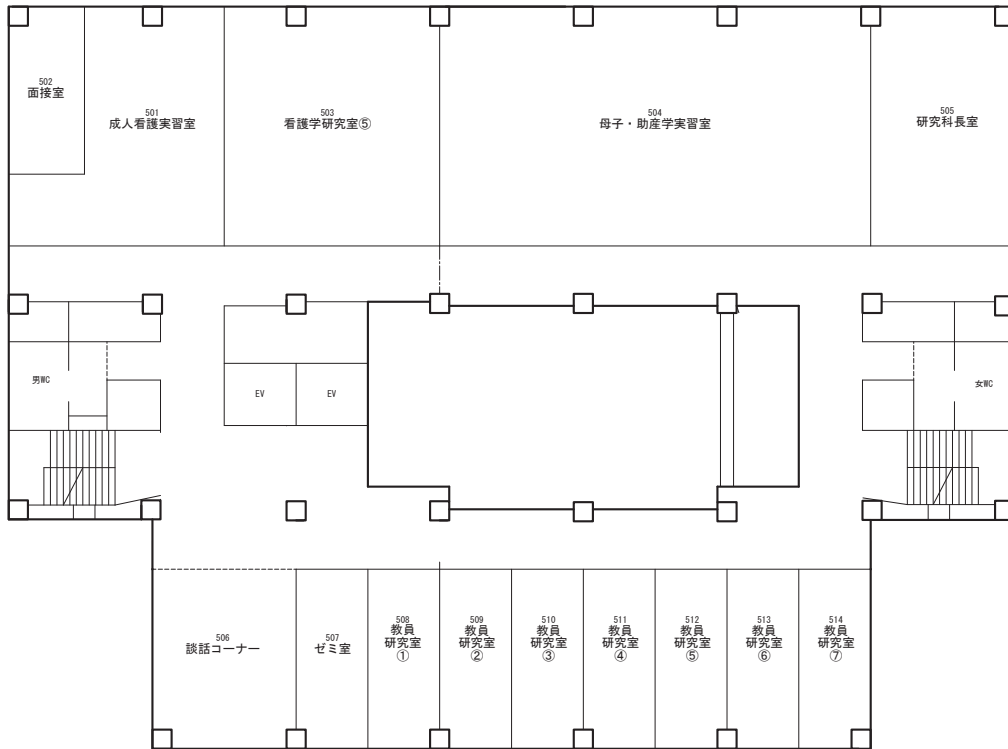 502
面接室
501
成人看護実習室
503
看護学研究室⑤
504
母子・助産学実習室
505
研究科長室
男WC
EV
EV
女WC
506
談話コーナー
507
ゼミ室
508
教員
研究室
①
509
教員
研究室
②
510
教員
研究室
③
511
教員
研究室
④
512
教員
研究室
⑤
513
教員
研究室
⑥
514
教員
研究室
⑦